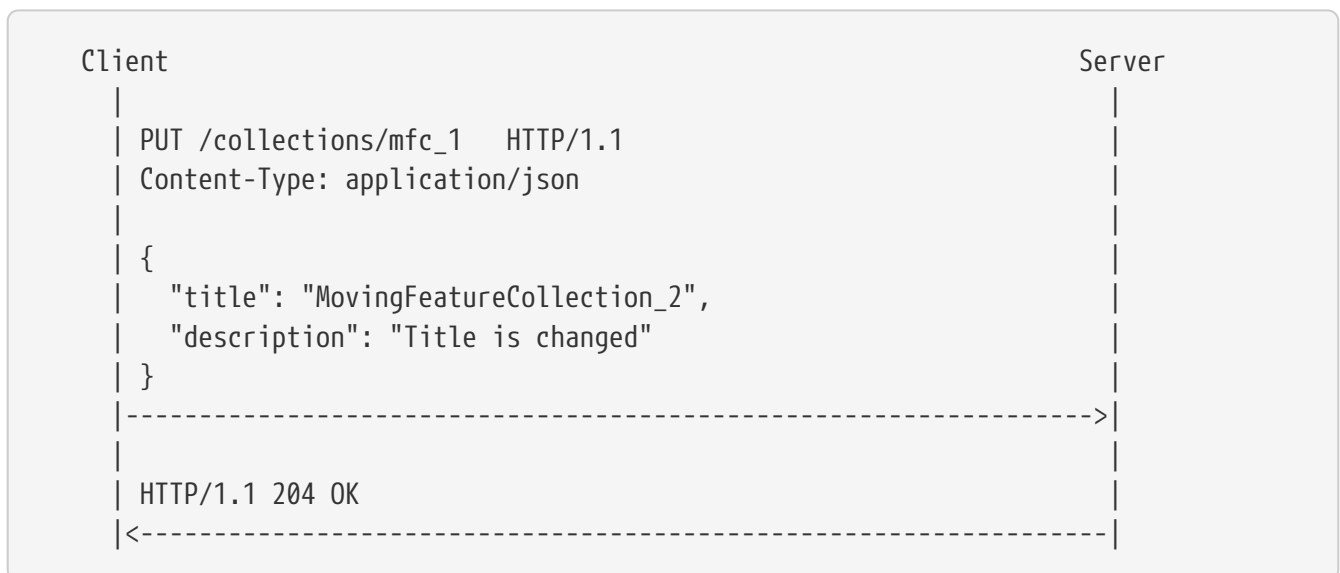 Client Server
| |
| PUT /collections/mfc_1 HTTP/1.1 |
| Content-Type: application/json |
| |
| { |
| "title": "MovingFeatureCollection_2", |
| "description": "Title is changed" |
| } |
|------------------------------------------------------------------>|
| |
| HTTP/1.1 204 OK |
|<------------------------------------------------------------------|